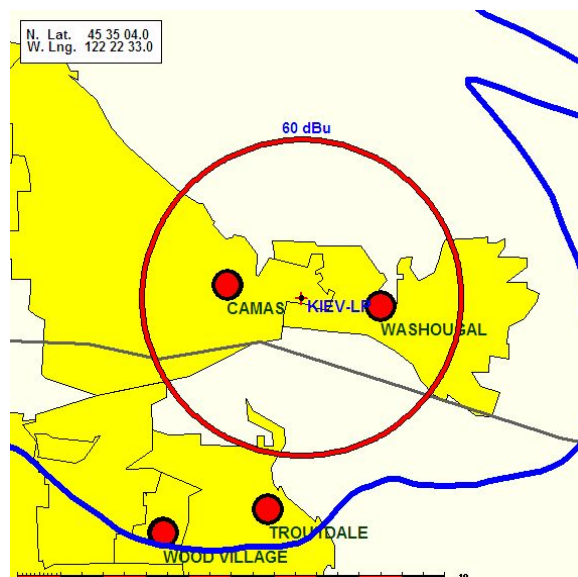 N. Lat. 45 35 04.0
W. Lng. 122 22 33.0
60 dBu
CAMAS
KIEV-LP
WASHOUGAL
TROUTDALE
WOOD VILLAGE